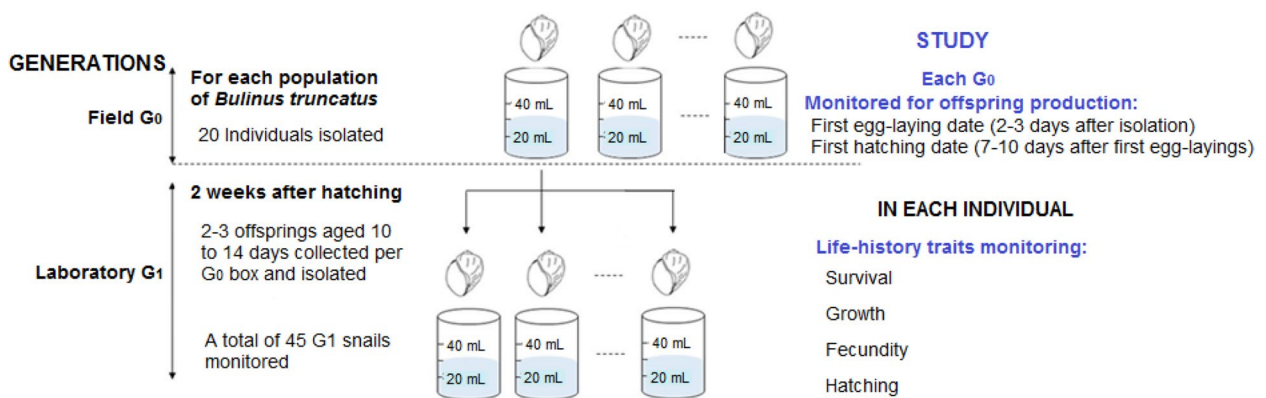 GENERATIONS
Field G0
For each population
of Bulinus truncatus
20 Individuals isolated
40 mL
20 mL
40 mL
20 mL
40 mL
20 mL
STUDY
Each G0
Monitored for offspring production:
First egg-laying date (2-3 days after isolation)
First hatching date (7-10 days after first egg-layings)
Laboratory G1
2 weeks after hatching
2-3 offsprings aged 10
to 14 days collected per
G0 box and isolated
A total of 45 G1 snails
monitored
40 mL
20 mL
40 mL
20 mL
40 mL
20 mL
IN EACH INDIVIDUAL
Life-history traits monitoring:
Survival
Growth
Fecundity
Hatching